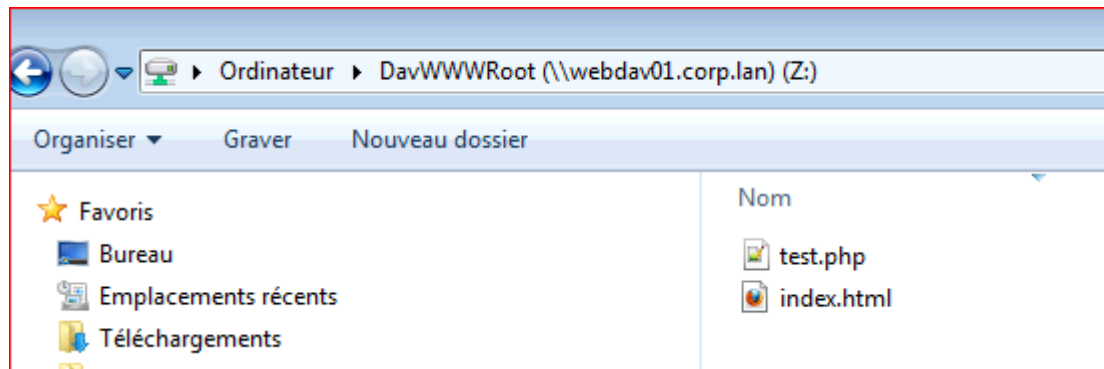 Ordinateur DavWWWRoot (\\webdav01.corp.lan) (Z:)
Organiser Graver Nouveau dossier
Favoris
Bureau
Emplacements récents
Téléchargements
Nom
test.php
index.html